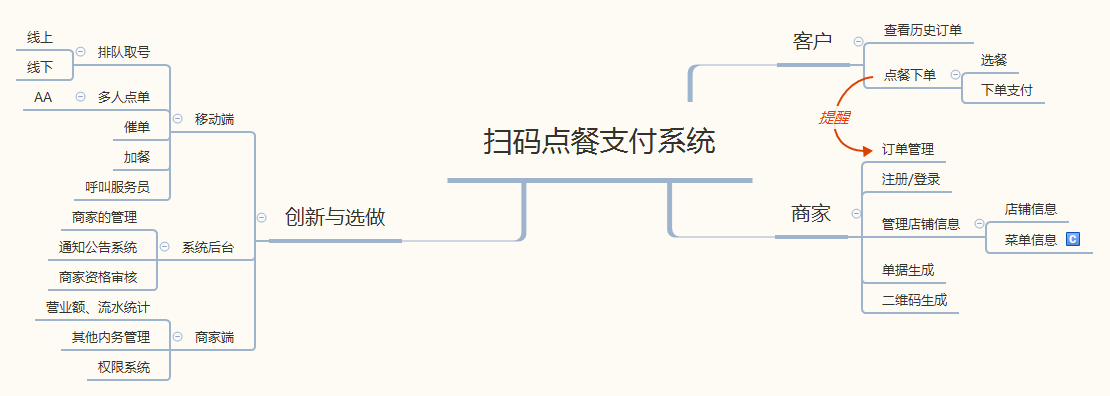 扫码点餐支付系统
客户
查看历史订单
点餐下单
选餐
下单支付
提醒
商家
订单管理
注册/登录
管理店铺信息
店铺信息
菜单信息 C
单据生成
二维码生成
创新与选做
移动端
排队取号
线上
线下
多人点单
AA
催单
加餐
呼叫服务员
系统后台
商家的管理
通知公告系统
商家资格审核
商家端
营业额、流水统计
其他内务管理
权限系统